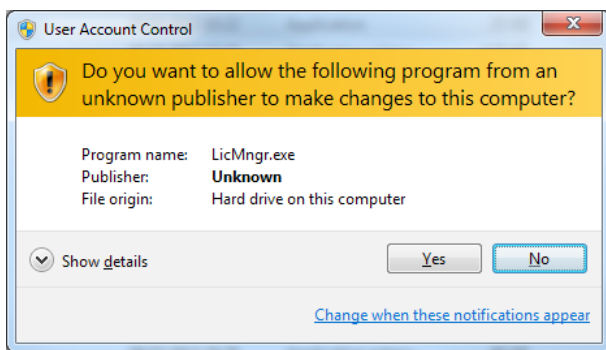 User Account Control
Do you want to allow the following program from an
unknown publisher to make changes to this computer?
Program name: LicMngr.exe
Publisher: Unknown
File origin: Hard drive on this computer
Show details
Yes No
Change when these notifications appear